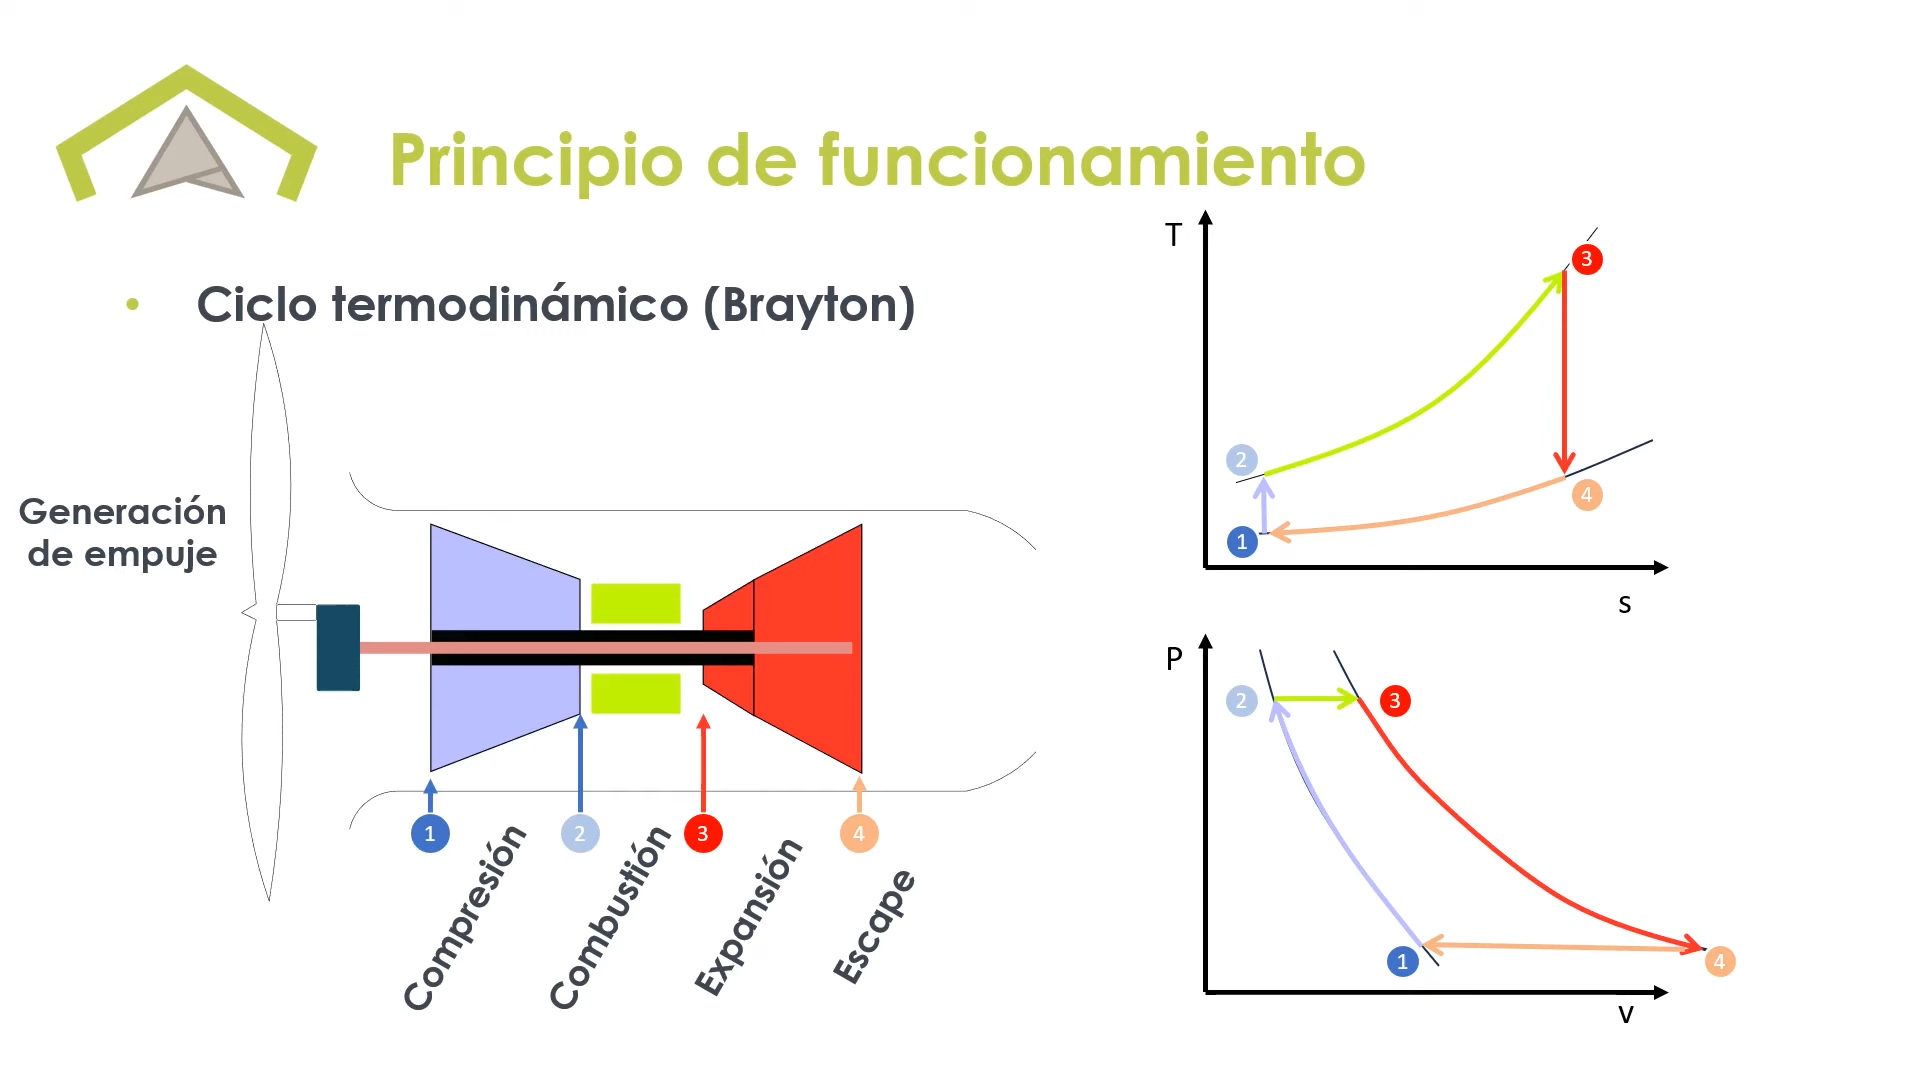 Principio de funcionamiento
• Ciclo termodinámico (Brayton)
Generación
de empuje
1
2
3
4
Compresión
Combustión
Expansión
Escape
T
3
2
4
1
s
P
2
3
1
4
v